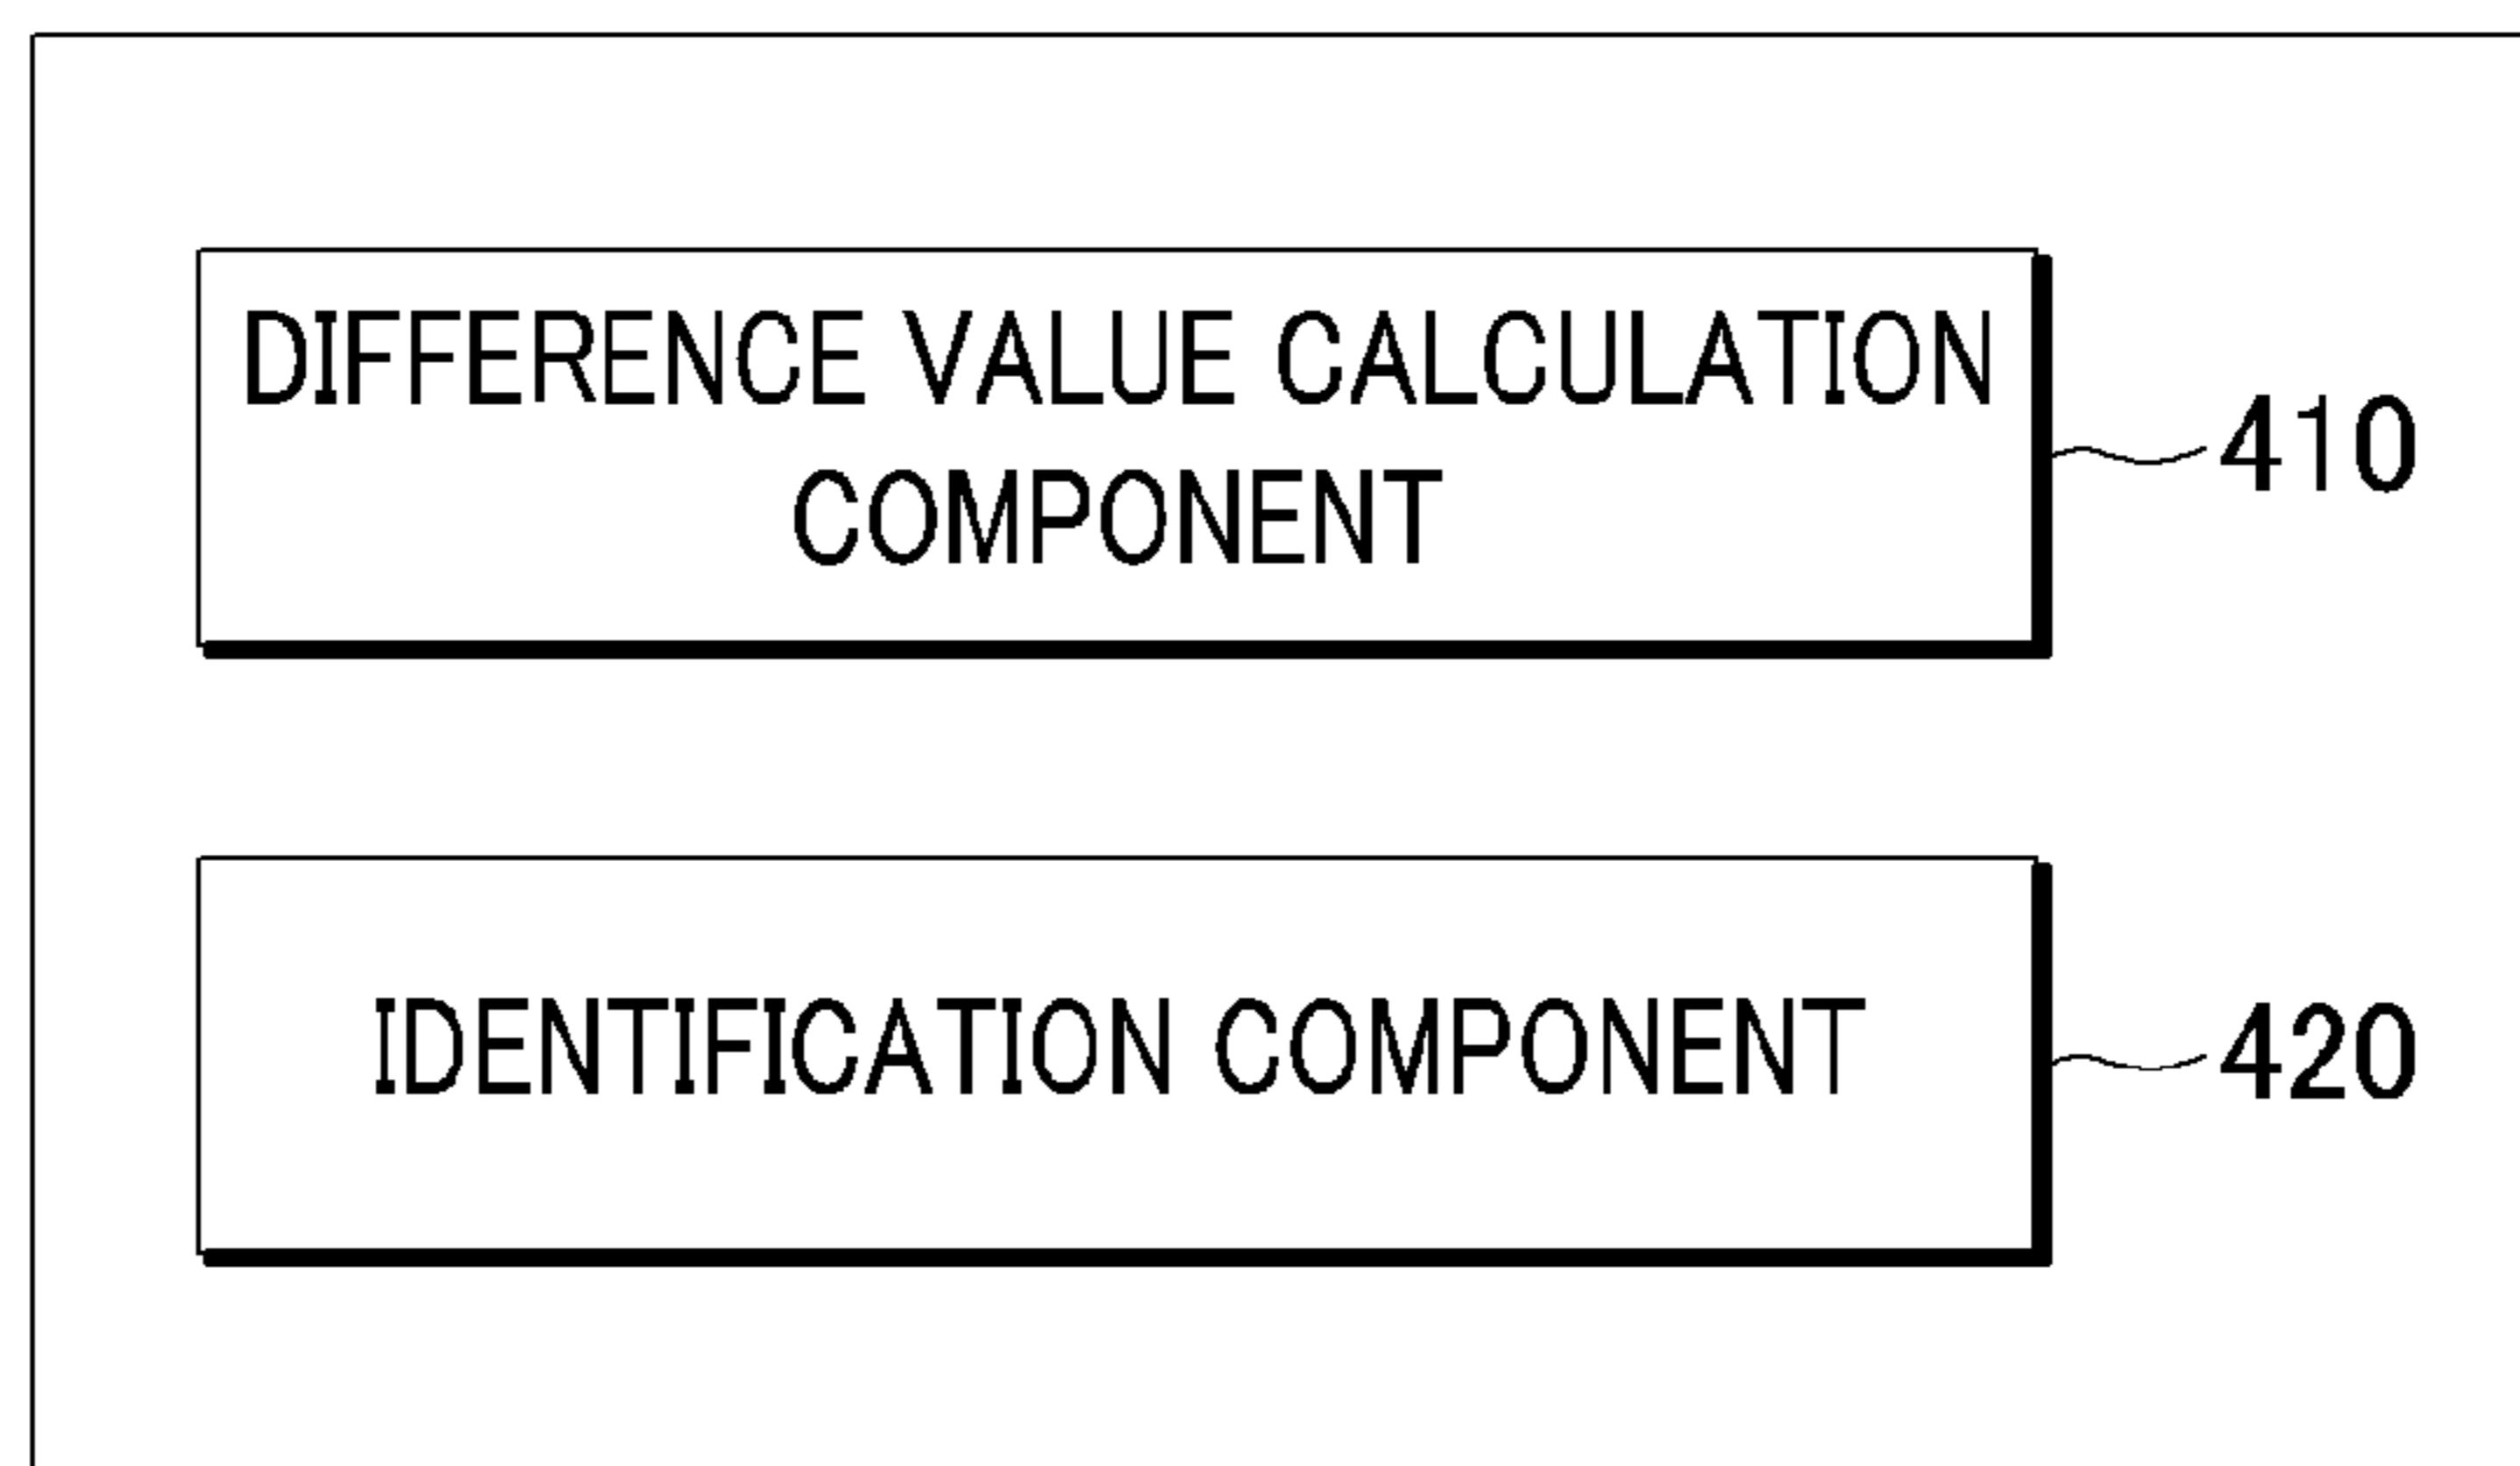 DIFFERENCE VALUE CALCULATION
COMPONENT
410
IDENTIFICATION COMPONENT
420